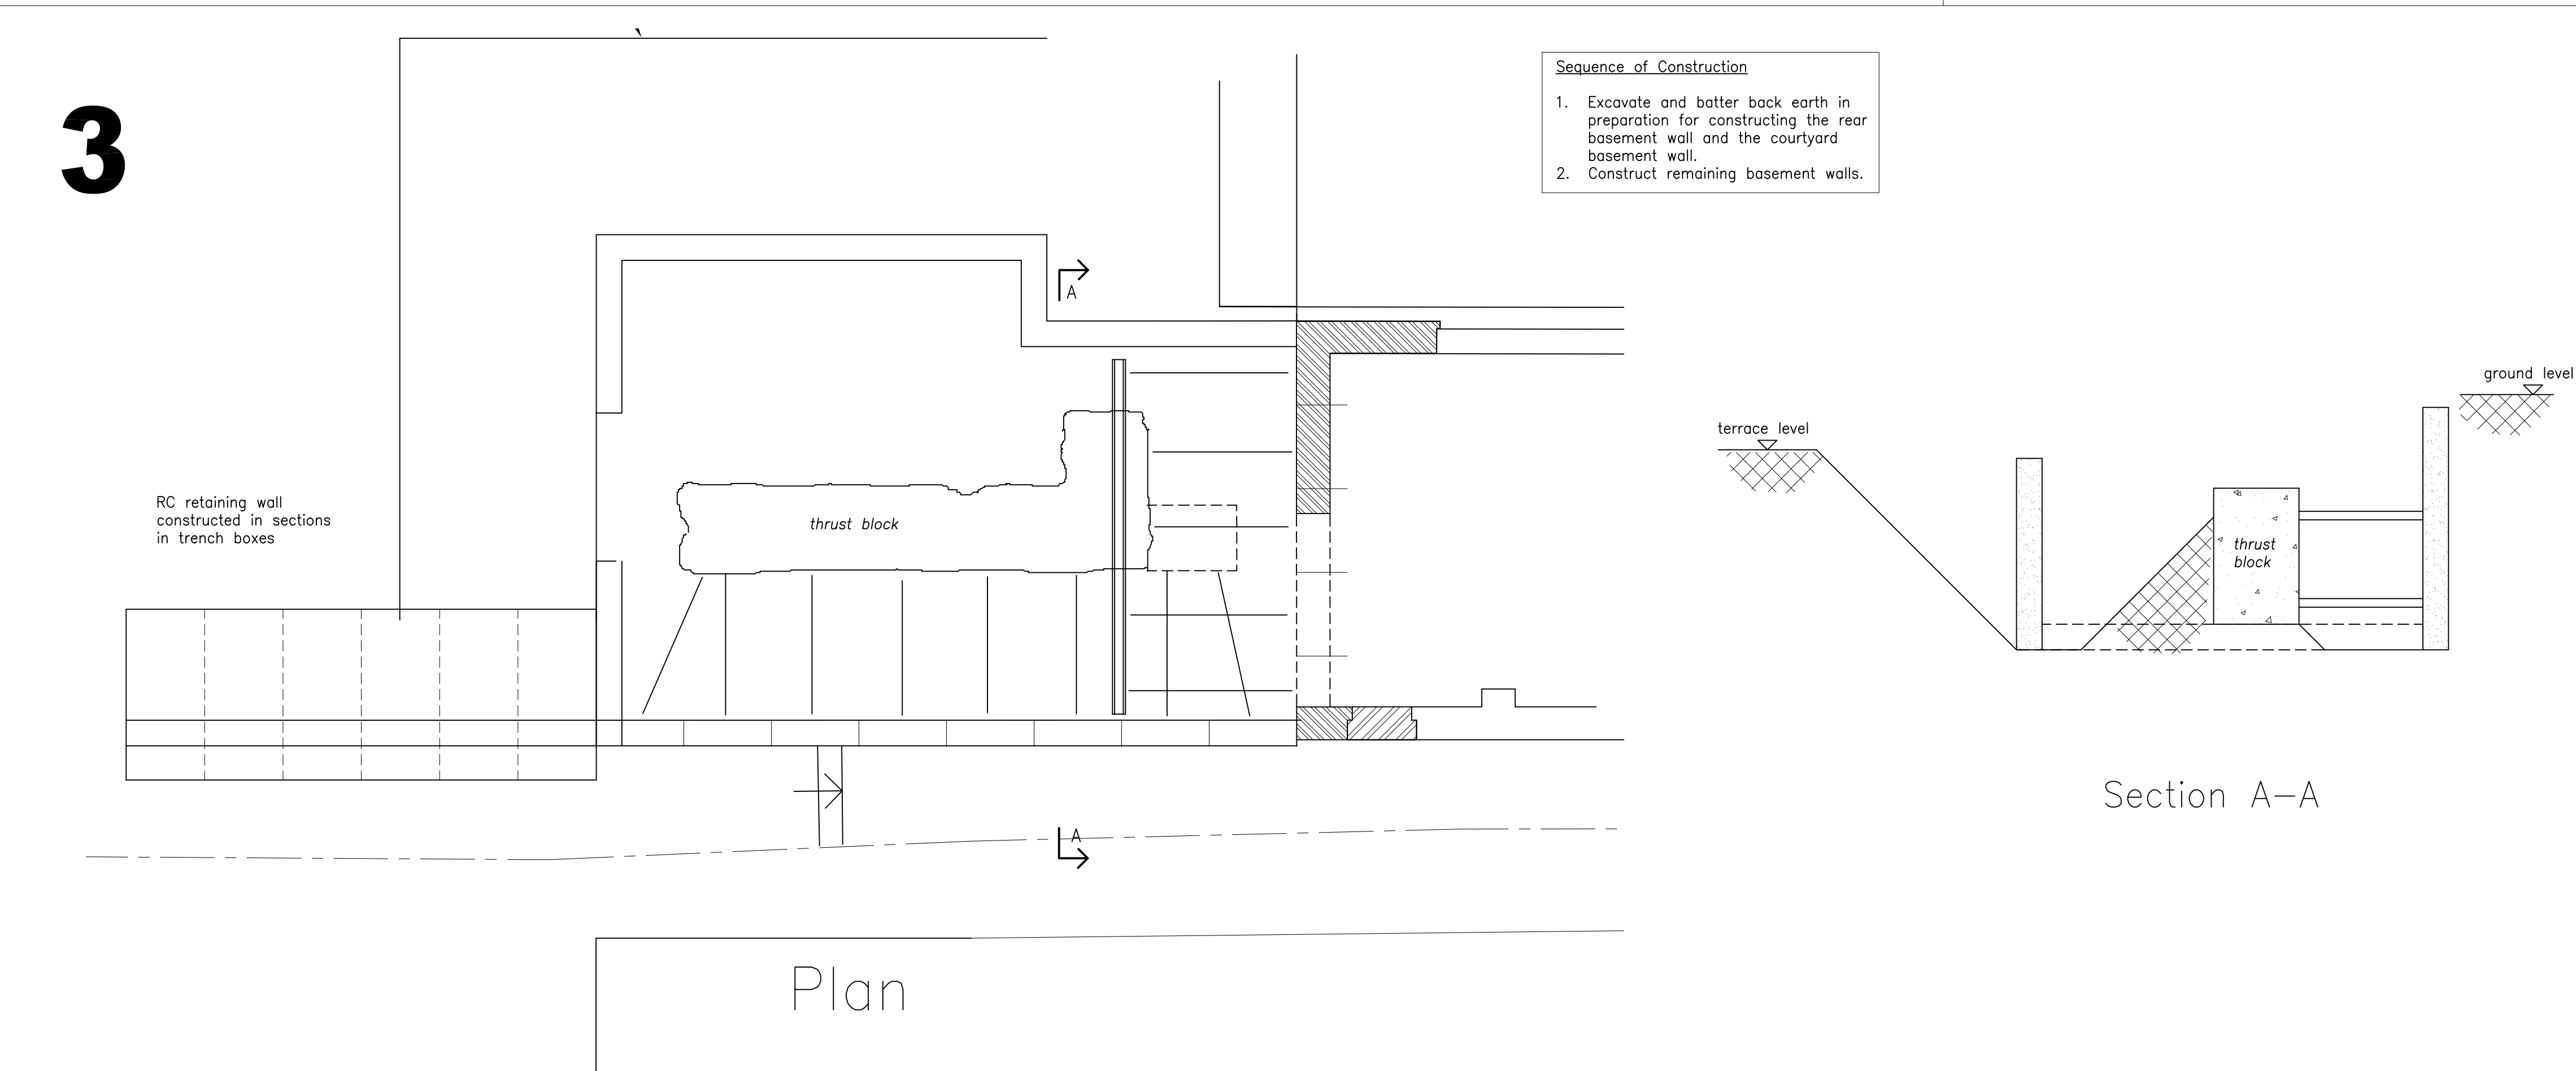 3
Sequence of Construction
1. Excavate and batter back earth in
preparation for constructing the rear
basement wall and the courtyard
basement wall.
2. Construct remaining basement walls.
A
ground level
terrace level
RC retaining wall
constructed in sections
in trench boxes
thrust block
thrust
block
A
Section A-A
Plan